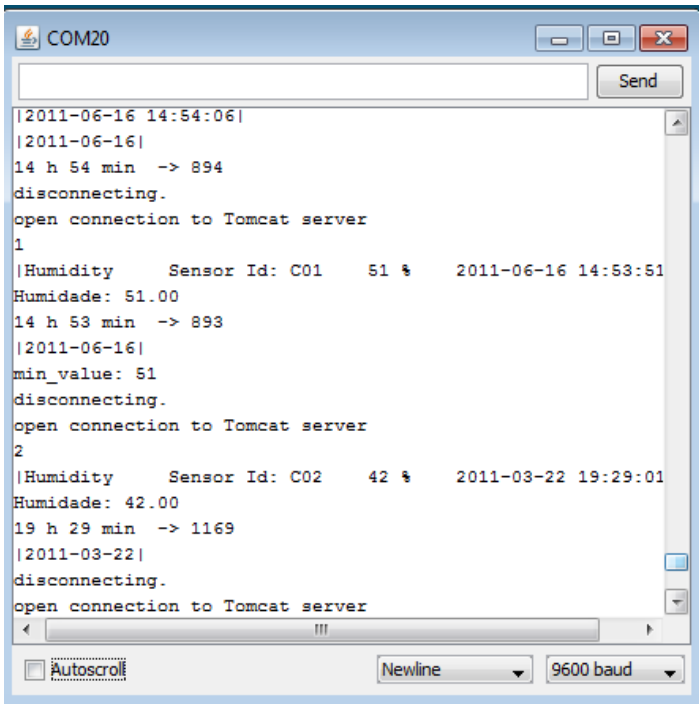 COM20
Send
|2011-06-16 14:54:06|
|2011-06-16|
14 h 54 min  -> 894
disconnecting.
open connection to Tomcat server
1
|Humidity     Sensor Id: C01    51 %    2011-06-16 14:53:51
Humidade: 51.00
14 h 53 min  -> 893
|2011-06-16|
min_value: 51
disconnecting.
open connection to Tomcat server
2
|Humidity     Sensor Id: C02    42 %    2011-03-22 19:29:01
Humidade: 42.00
19 h 29 min  -> 1169
|2011-03-22|
disconnecting.
open connection to Tomcat server
Autoscroll Newline 9600 baud